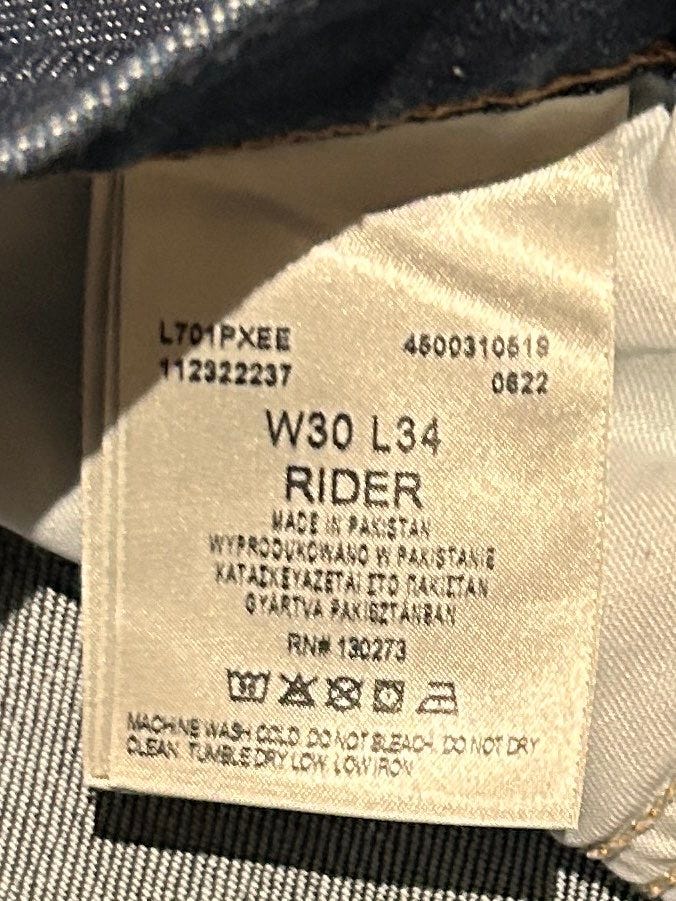 L701PXEE 4500310519
112322237 0622
W30 L34
RIDER
MADE IN PAKISTAN
WYPRODUKOWANO W PAKISTANIE
ΚΑΤΑΣΚΕΥΑΖΕΤΑΙ ΣΤΟ ΠΑΚΙΣΤΑΝ
GYÁRTVA PAKISZTÁNBAN
RN# 130273
MACHINE WASH COLD. DO NOT BLEACH. DO NOT DRY
CLEAN. TUMBLE DRY LOW. LOW IRON